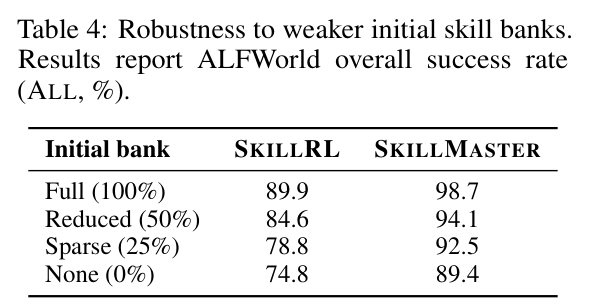 Table 4: Robustness to weaker initial skill banks.
Results report ALFWorld overall success rate
(ALL, %).
Initial bank SKILLRL SKILLMASTER
Full (100%) 89.9 98.7
Reduced (50%) 84.6 94.1
Sparse (25%) 78.8 92.5
None (0%) 74.8 89.4